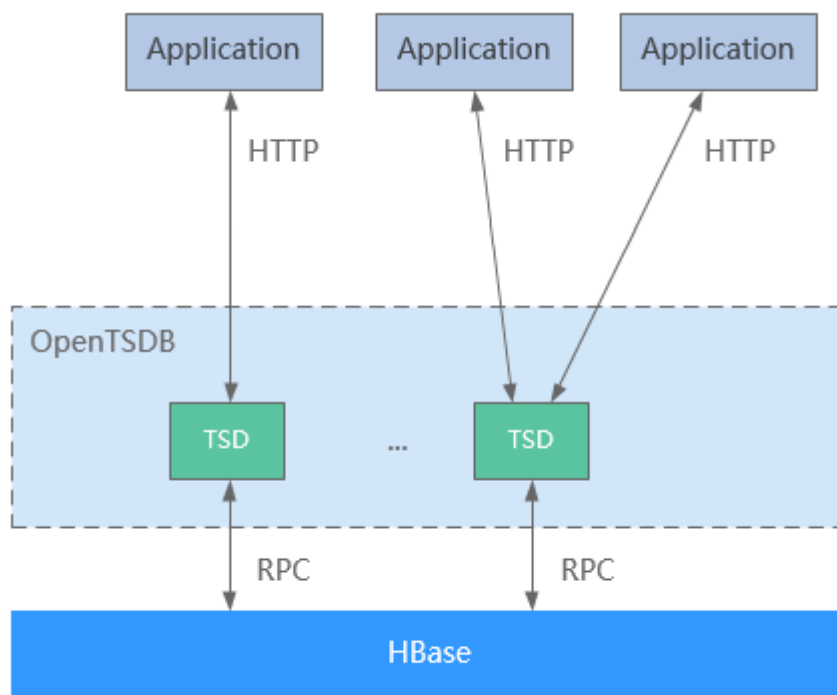 Application
Application
Application
HTTP
HTTP
HTTP
OpenTSDB
TSD
...
TSD
RPC
RPC
HBase